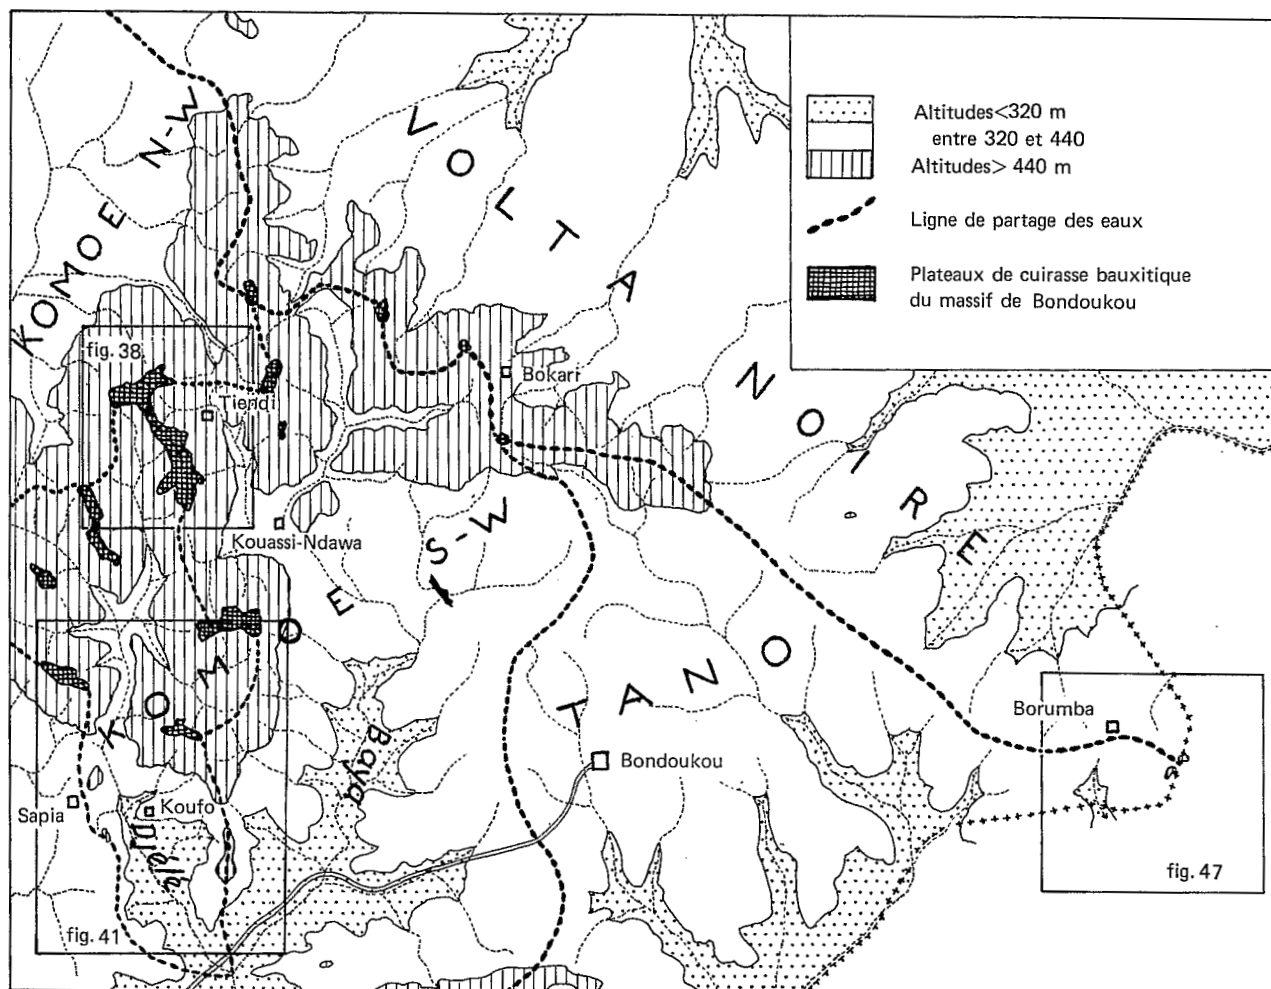 Altitudes<320 m
entre 320 et 440
Altitudes> 440 m
Ligne de partage des eaux
Plateaux de cuirasse bauxitique
du massif de Bondoukou
KOMOE N-W
VOLTA NOIRE
KOMOE S-W
TANO
fig. 38
Tiendi
Bokari
Kouassi-Ndawa
Borumba
Bondoukou
Baya
Sapia
Koufo
fig. 41
fig. 47